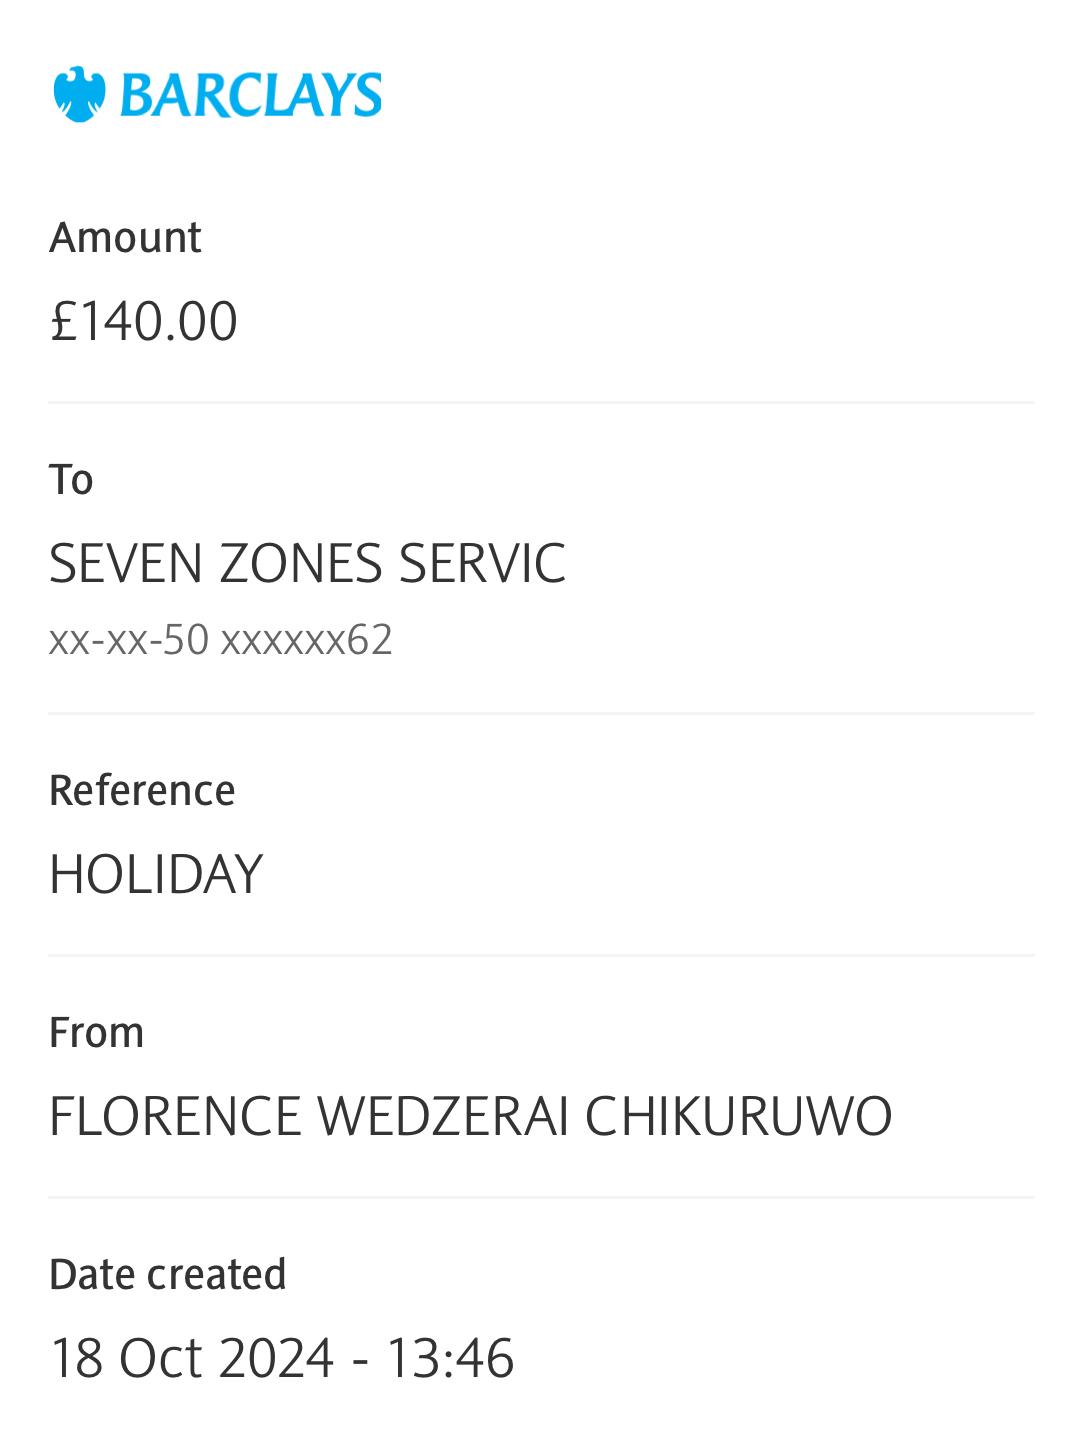 BARCLAYS
Amount
£140.00
To
SEVEN ZONES SERVIC
xx-xx-50 xxxxxx62
Reference
HOLIDAY
From
FLORENCE WEDZERAI CHIKURUWO
Date created
18 Oct 2024 - 13:46